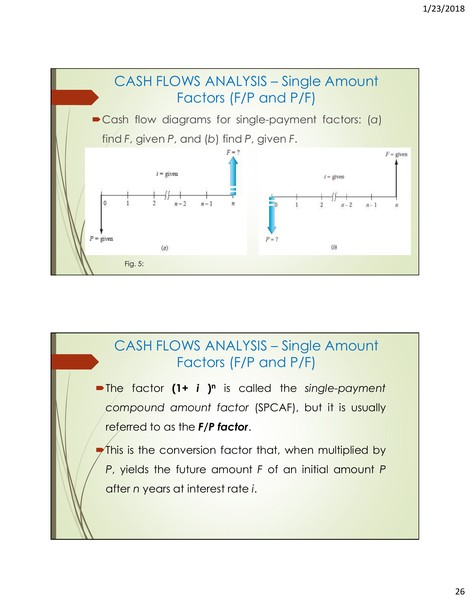 1/23/2018
CASH FLOWS ANALYSIS – Single Amount
Factors (F/P and P/F)
Cash flow diagrams for single-payment factors: (a)
find F, given P, and (b) find P, given F.
F = ?
i = given
0 1 2 n – 2 n – 1 n
P = given
(a)
F = given
i = given
0 1 2 n – 2 n – 1 n
P = ?
(b)
Fig. 5:
CASH FLOWS ANALYSIS – Single Amount
Factors (F/P and P/F)
The factor (1+ i )ⁿ is called the single-payment
compound amount factor (SPCAF), but it is usually
referred to as the F/P factor.
This is the conversion factor that, when multiplied by
P, yields the future amount F of an initial amount P
after n years at interest rate i.
26